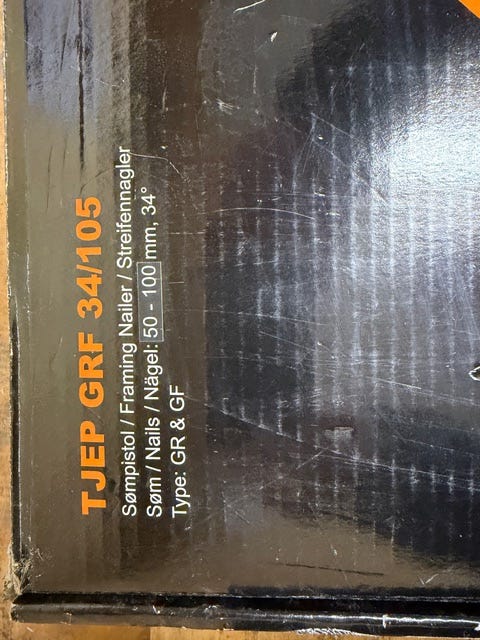 TJEP GRF 34/105
Sømpistol / Framing Nailer / Streifennagler
Søm / Nails / Nägel: 50 - 100 mm, 34°
Type: GR & GF